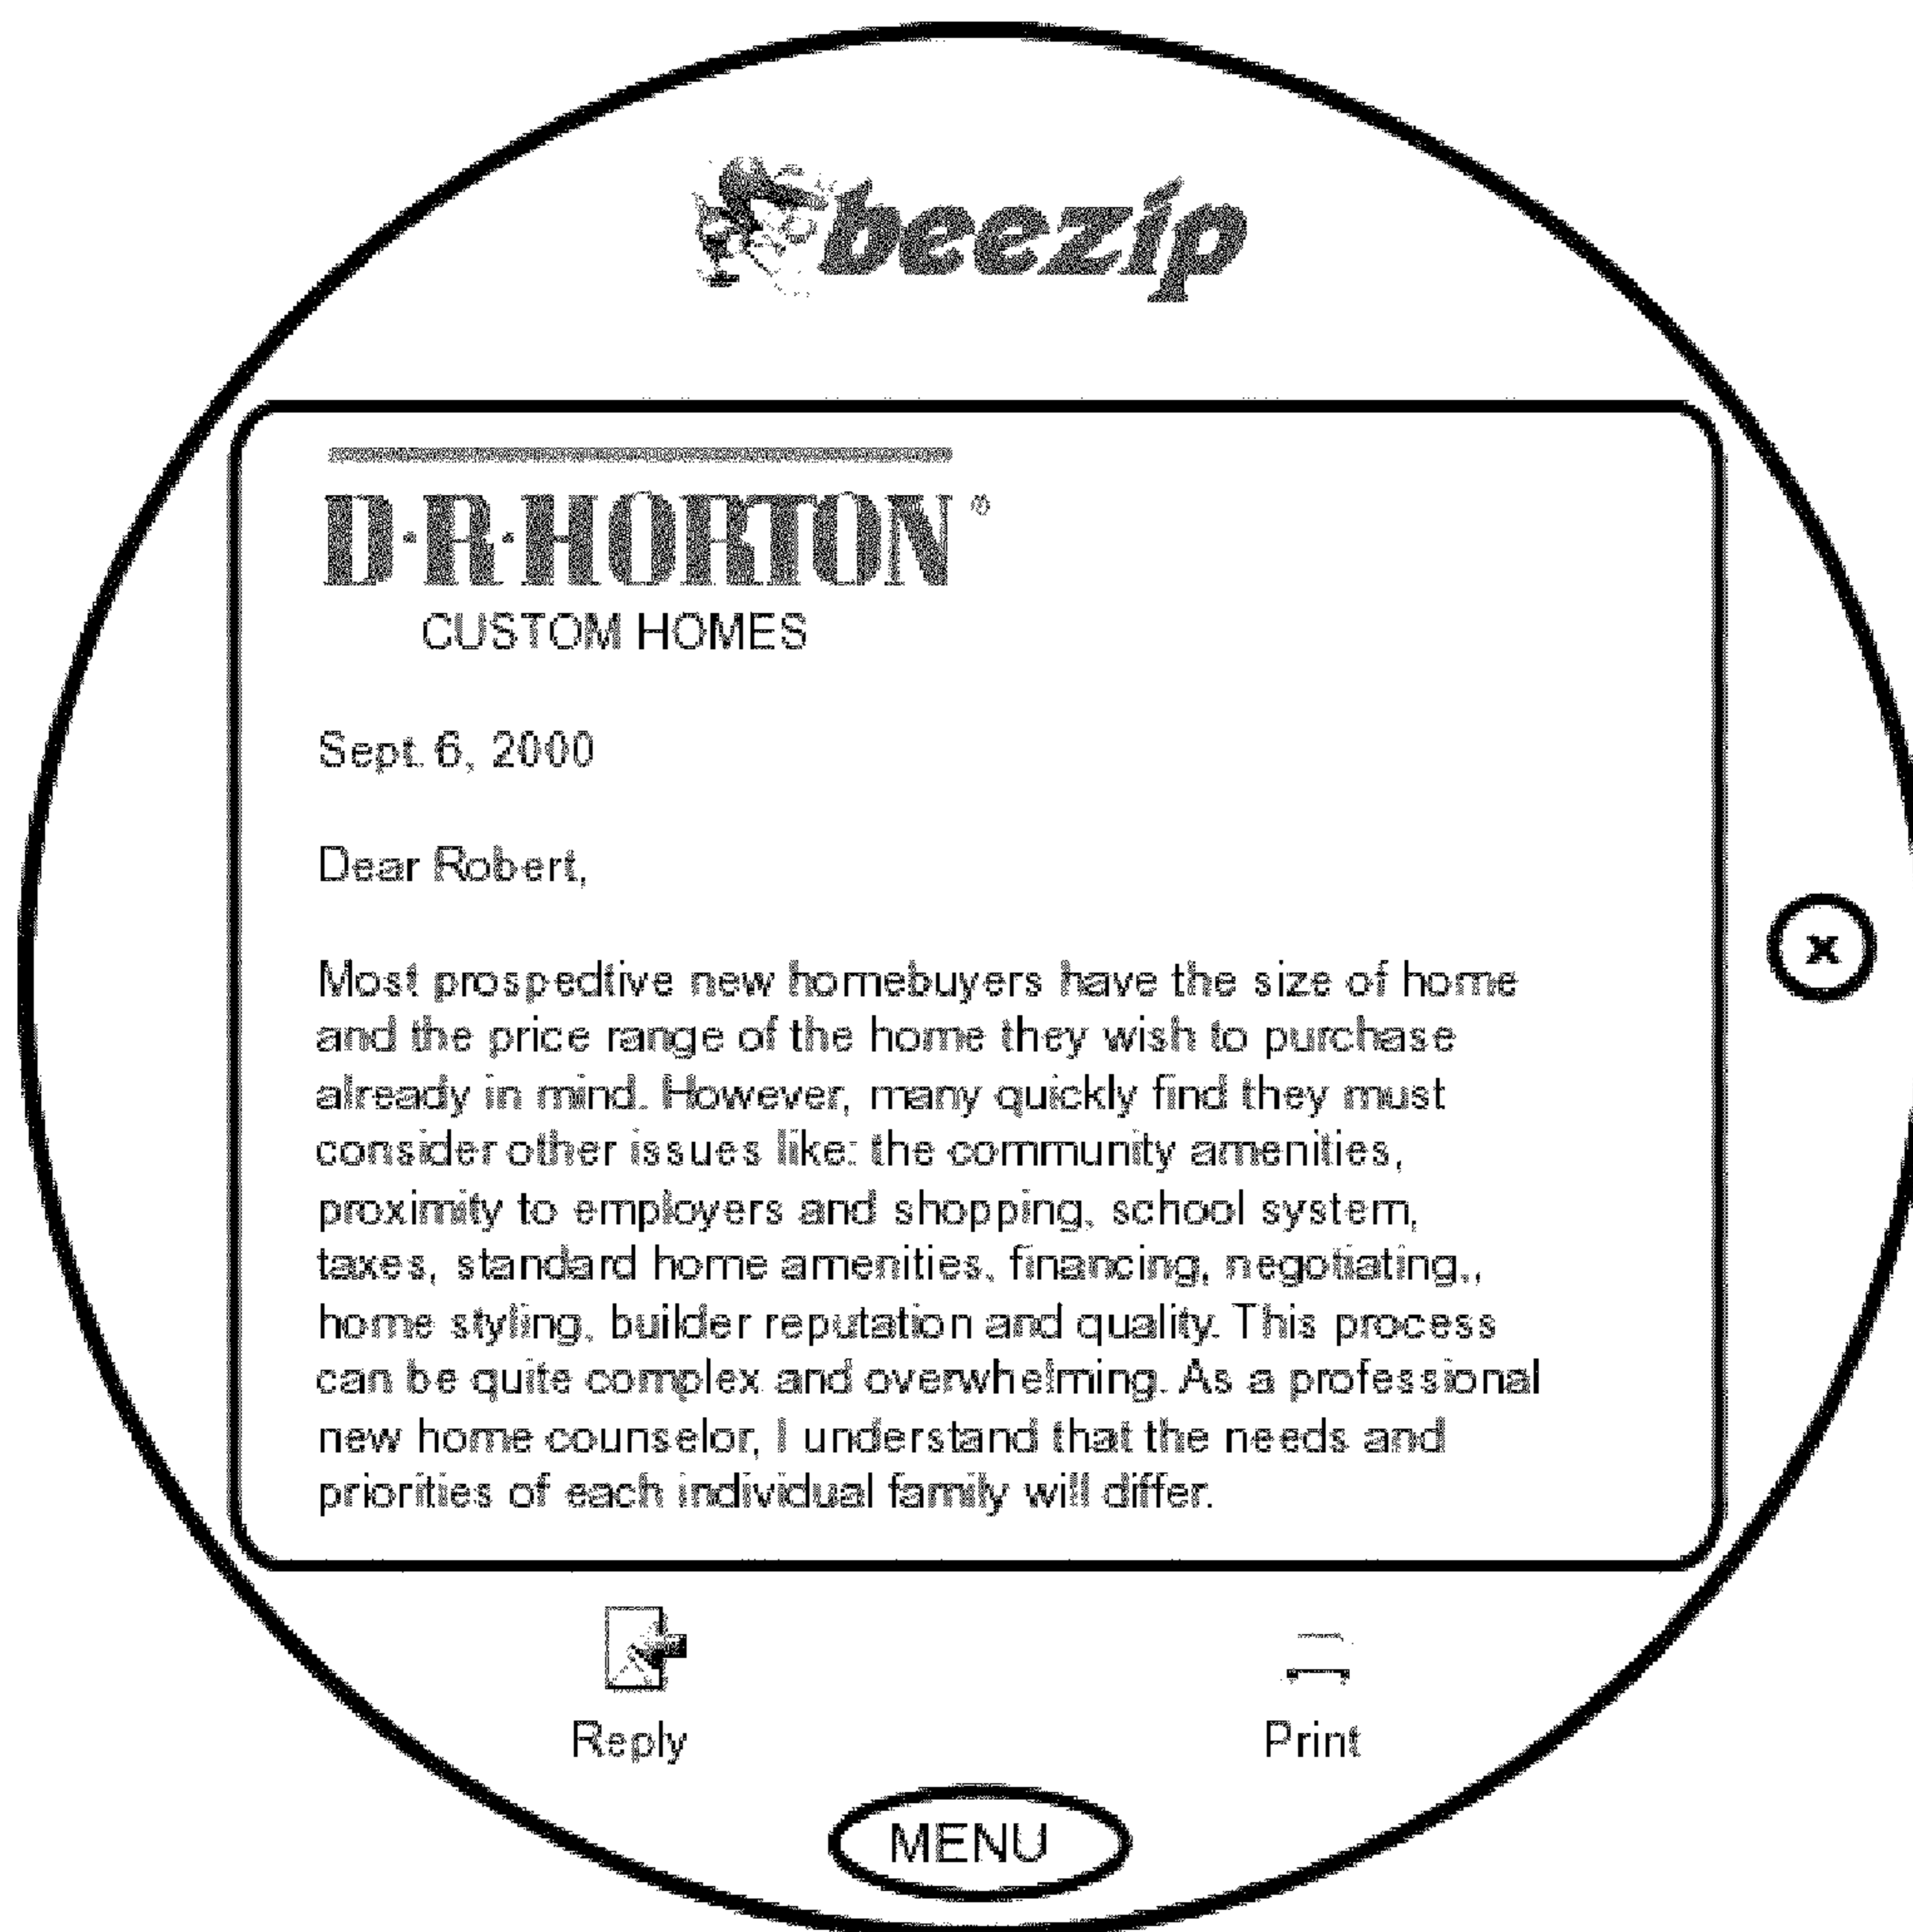 beezip
D·R·HORTON®
CUSTOM HOMES
Sept. 6, 2000
Dear Robert,
Most prospedtive new homebuyers have the size of home
and the price range of the home they wish to purchase
already in mind. However, many quickly find they must
consider other issues like: the community amenities,
proximity to employers and shopping, school system,
taxes, standard home amenities, financing, negotiating,,
home styling, builder reputation and quality. This process
can be quite complex and overwhelming. As a professional
new home counselor, I understand that the needs and
priorities of each individual family will differ.
x
Reply
Print
MENU